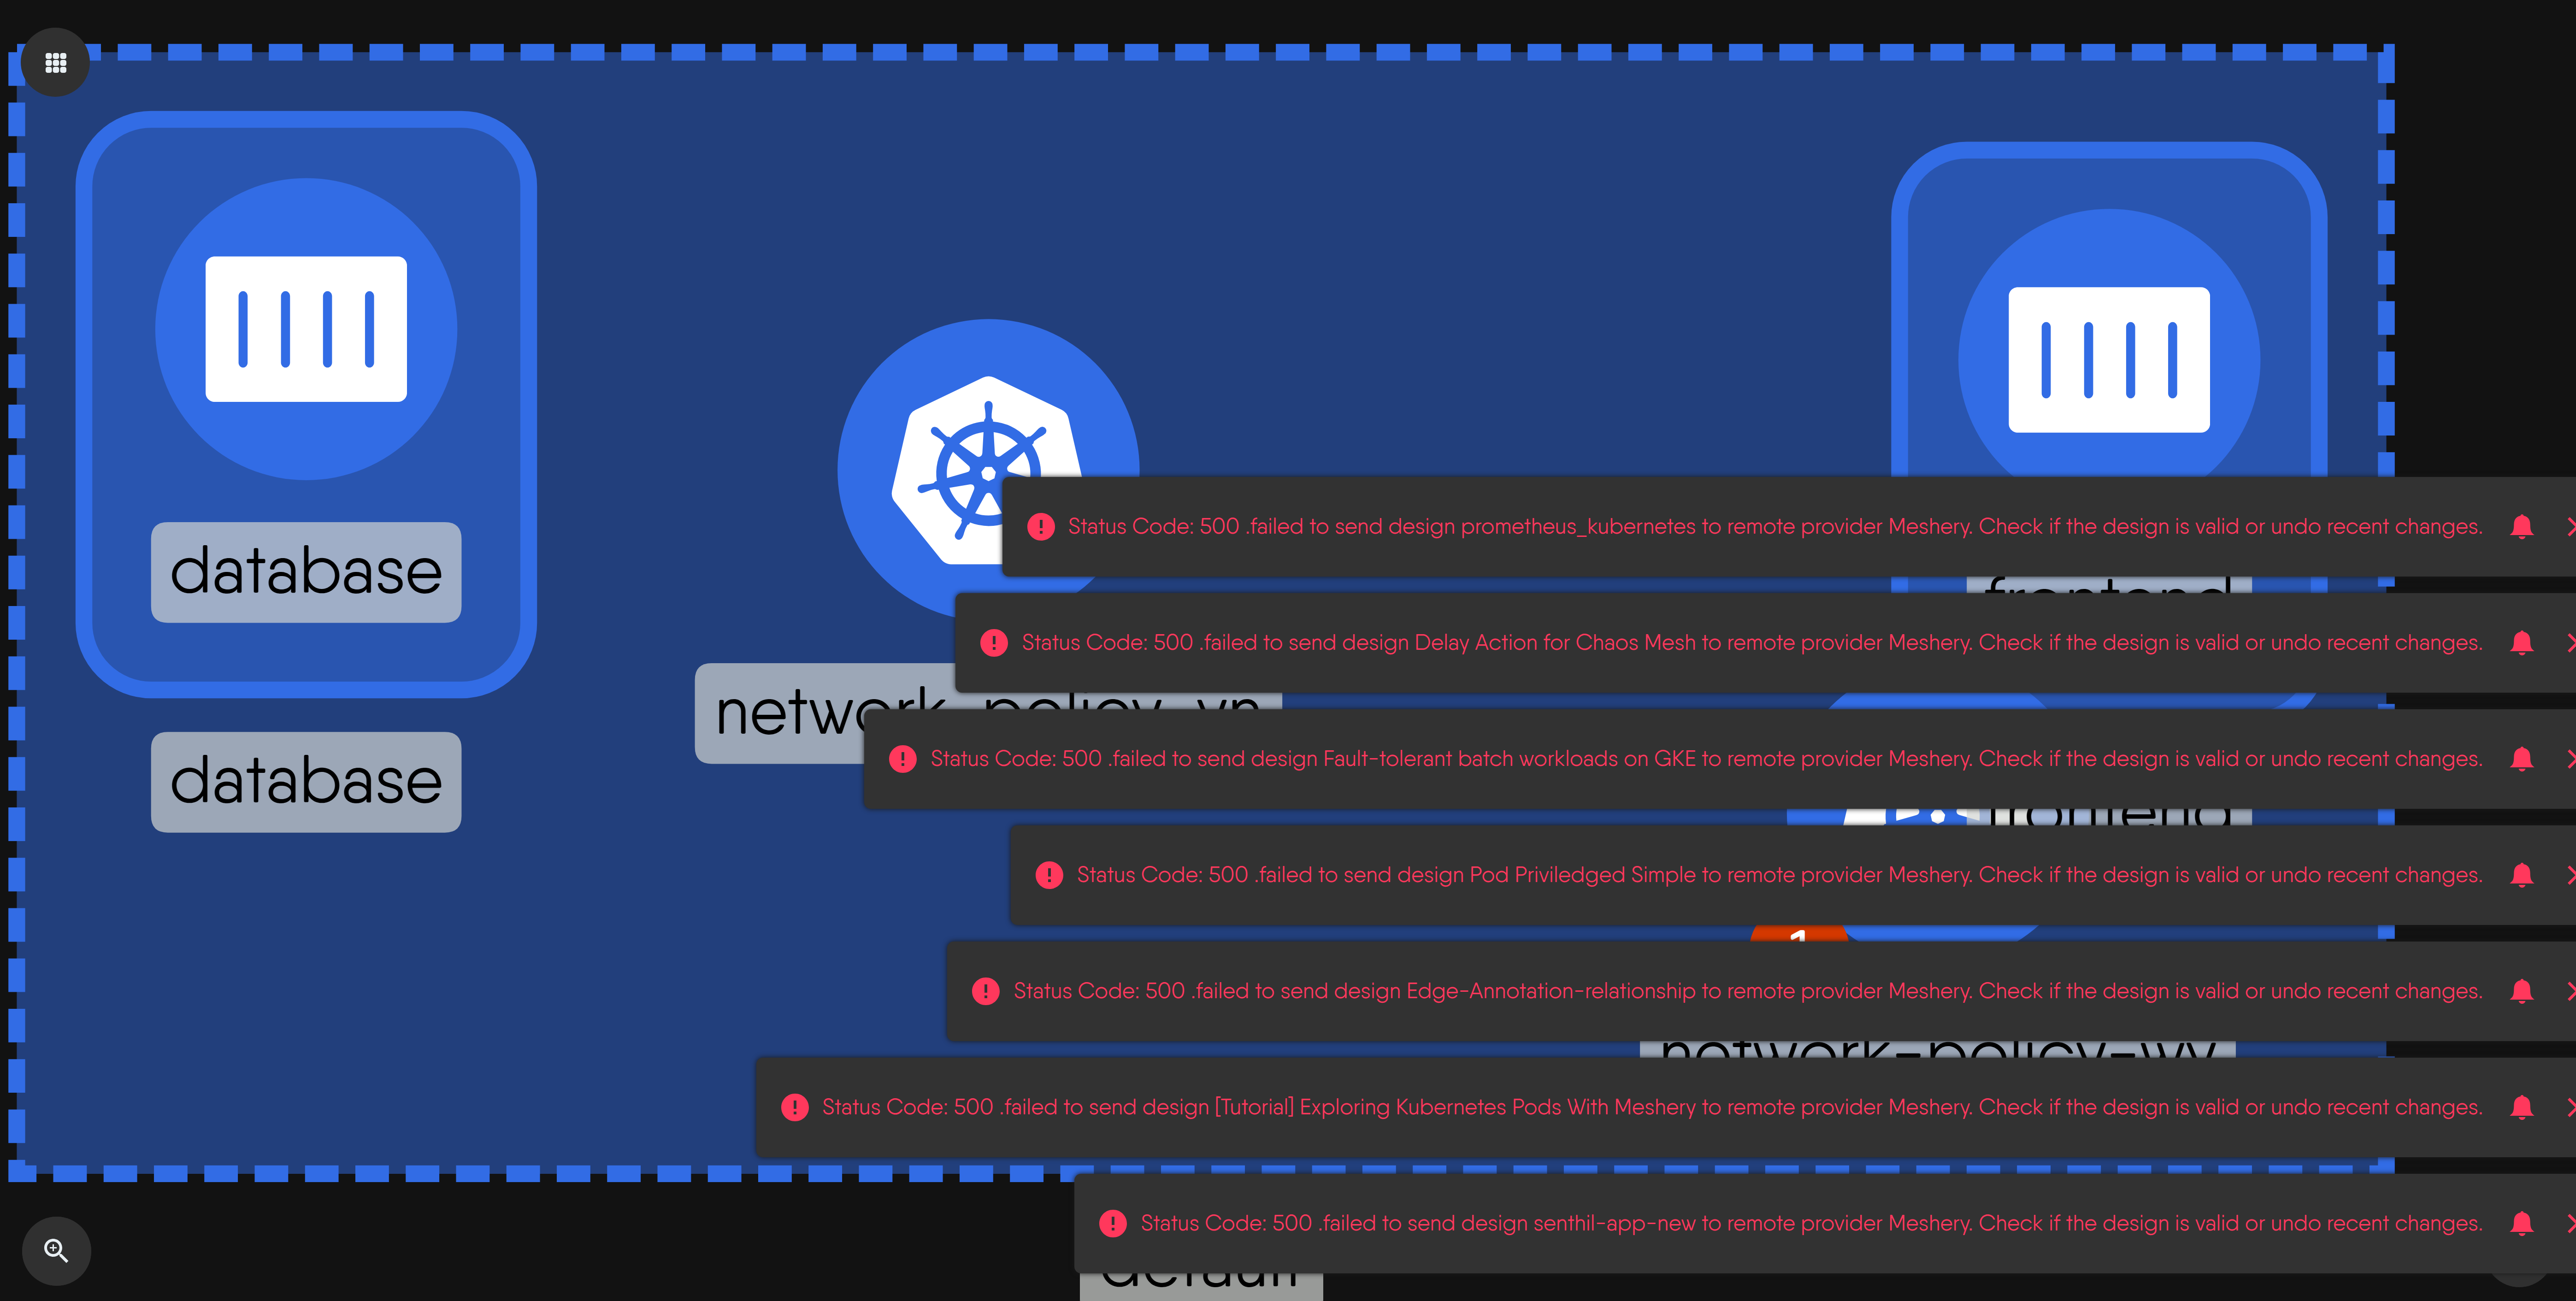 database
database
network-policy-vn
frontend
frontend
Status Code: 500 .failed to send design prometheus_kubernetes to remote provider Meshery. Check if the design is valid or undo recent changes.
Status Code: 500 .failed to send design Delay Action for Chaos Mesh to remote provider Meshery. Check if the design is valid or undo recent changes.
Status Code: 500 .failed to send design Fault-tolerant batch workloads on GKE to remote provider Meshery. Check if the design is valid or undo recent changes.
Status Code: 500 .failed to send design Pod Priviledged Simple to remote provider Meshery. Check if the design is valid or undo recent changes.
1
Status Code: 500 .failed to send design Edge-Annotation-relationship to remote provider Meshery. Check if the design is valid or undo recent changes.
network-policy-wv
Status Code: 500 .failed to send design [Tutorial] Exploring Kubernetes Pods With Meshery to remote provider Meshery. Check if the design is valid or undo recent changes.
Status Code: 500 .failed to send design senthil-app-new to remote provider Meshery. Check if the design is valid or undo recent changes.
default